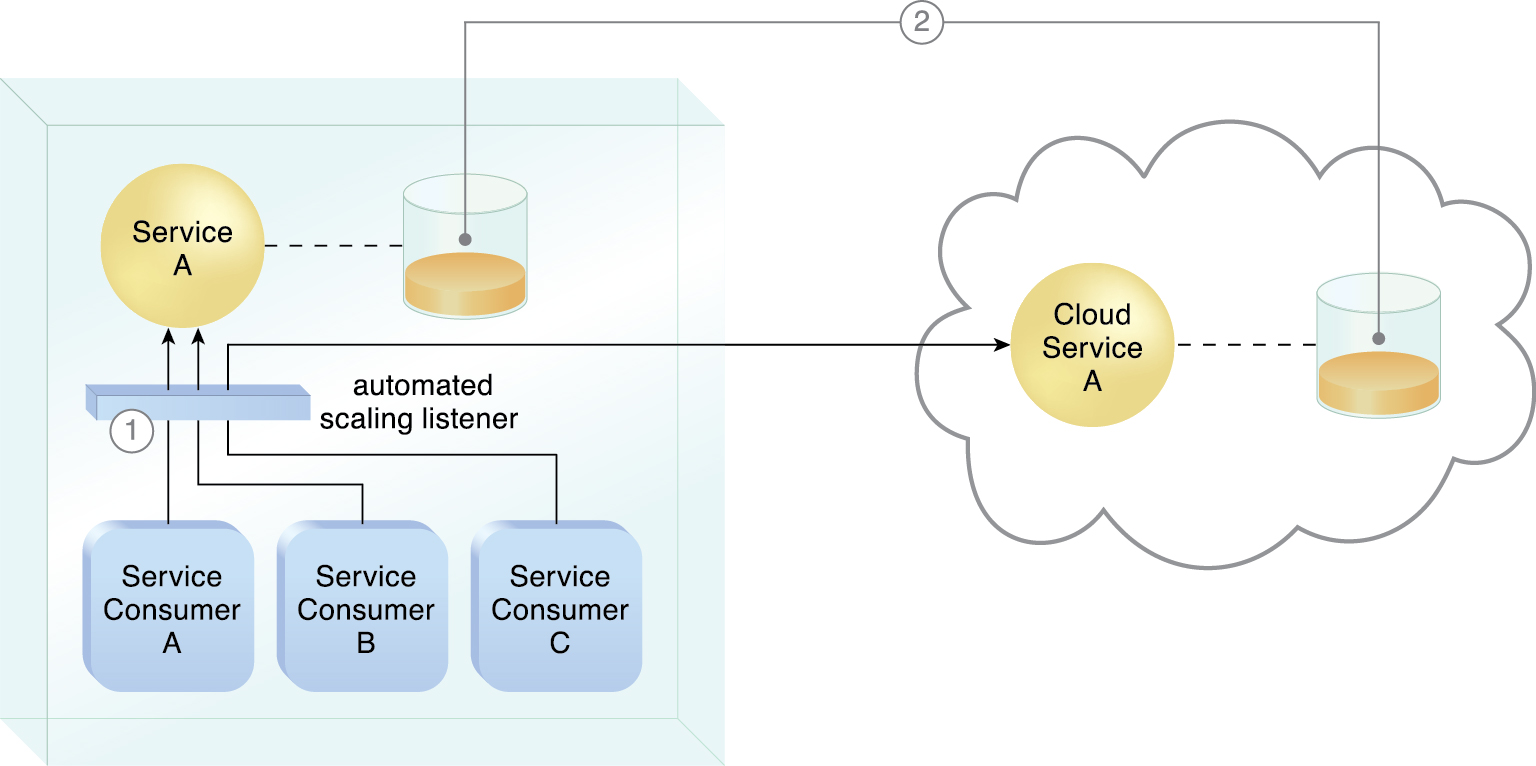 2
Service
A
Cloud
Service
A
automated
scaling listener
1
Service
Consumer
A
Service
Consumer
B
Service
Consumer
C